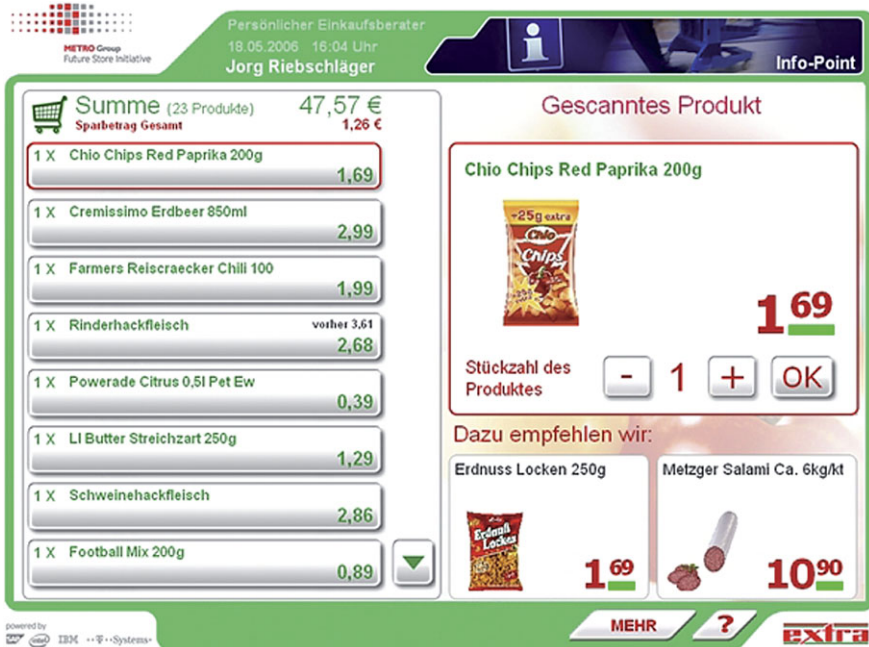 Persönlicher Einkaufsberater
18.05.2006 16:04 Uhr
Jorg Riebschläger
METRO Group
Future Store Initiative
Info-Point
Summe (23 Produkte) 47,57 €
Sparbetrag Gesamt 1,26 €
1 X Chio Chips Red Paprika 200g
1,69
1 X Cremissimo Erdbeer 850ml
2,99
1 X Farmers Reiscraecker Chili 100
1,99
1 X Rinderhackfleisch vorher 3,61
2,68
1 X Powerade Citrus 0,5l Pet Ew
0,39
1 X LI Butter Streichzart 250g
1,29
1 X Schweinehackfleisch
2,86
1 X Football Mix 200g
0,89
Gescanntes Produkt
Chio Chips Red Paprika 200g
+25g extra
Chio
Chips
1 69
Stückzahl des
Produktes
- 1 + OK
Dazu empfehlen wir:
Erdnuss Locken 250g
Erdnuß
Locken
1 69
Metzger Salami Ca. 6kg/kt
10 90
powered by
SAP intel IBM ··T··Systems·
MEHR ? extra